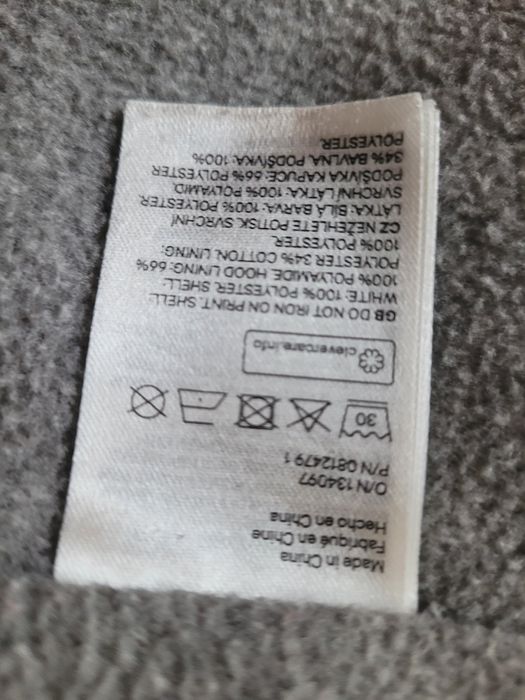 Made in China
Fabriqué en Chine
Hecho en China
O/N 134097
P/N 0812479 1
30
clevercare.info
GB DO NOT IRON ON PRINT. SHELL:
WHITE: 100% POLYESTER. SHELL:
100% POLYAMIDE. HOOD LINING: 66%
POLYESTER 34% COTTON. LINING:
100% POLYESTER.
CZ NEŽEHLETE POTISK. SVRCHNÍ
LÁTKA: BÍLÁ BARVA: 100% POLYESTER.
SVRCHNÍ LÁTKA: 100% POLYAMID.
PODŠÍVKA KAPUCE: 66% POLYESTER
34% BAVLNA. PODŠÍVKA: 100%
POLYESTER.